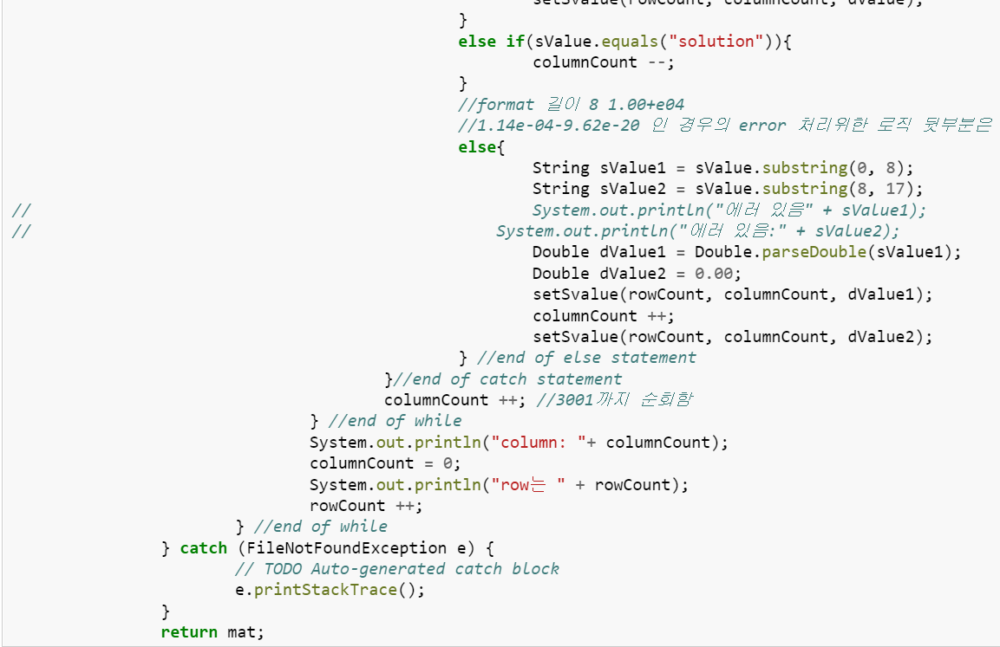 setSvalue(rowCount, columnCount, dValue);
}
else if(sValue.equals("solution")){
columnCount --;
}
//format 길이 8 1.00+e04
//1.14e-04-9.62e-20 인 경우의 error 처리위한 로직 뒷부분은
else{
String sValue1 = sValue.substring(0, 8);
String sValue2 = sValue.substring(8, 17);
// System.out.println("에러 있음" + sValue1);
// System.out.println("에러 있음:" + sValue2);
Double dValue1 = Double.parseDouble(sValue1);
Double dValue2 = 0.00;
setSvalue(rowCount, columnCount, dValue1);
columnCount ++;
setSvalue(rowCount, columnCount, dValue2);
} //end of else statement
}//end of catch statement
columnCount ++; //3001까지 순회함
} //end of while
System.out.println("column: "+ columnCount);
columnCount = 0;
System.out.println("row는 " + rowCount);
rowCount ++;
} //end of while
} catch (FileNotFoundException e) {
// TODO Auto-generated catch block
e.printStackTrace();
}
return mat;